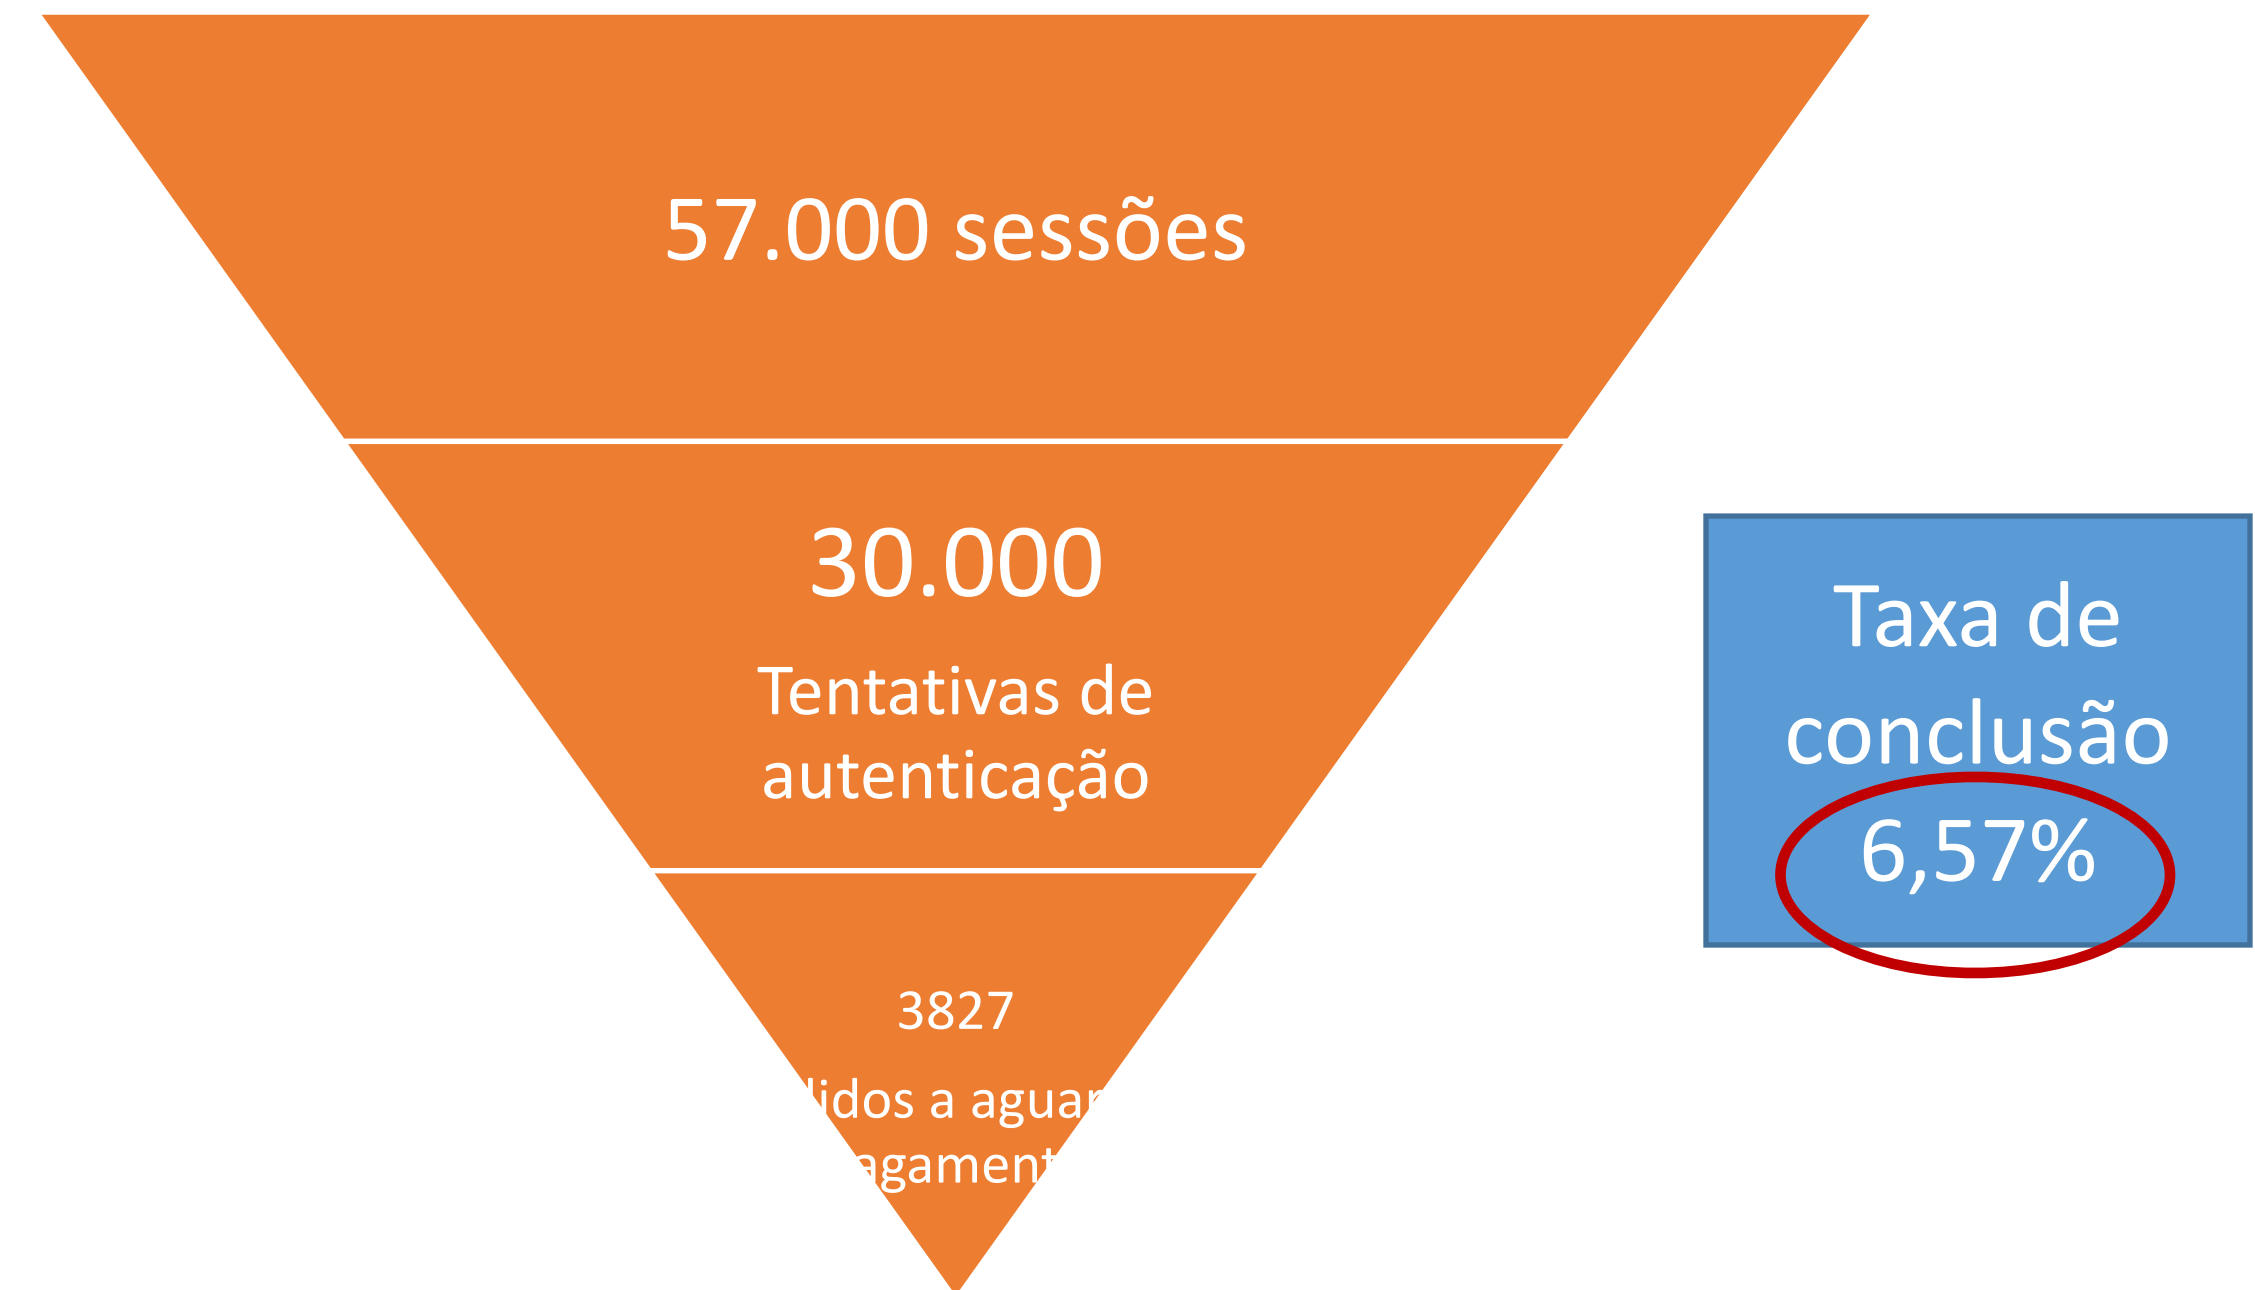 57.000 sessões
30.000
Tentativas de
autenticação
3827
a
Taxa de
conclusão
6,57%